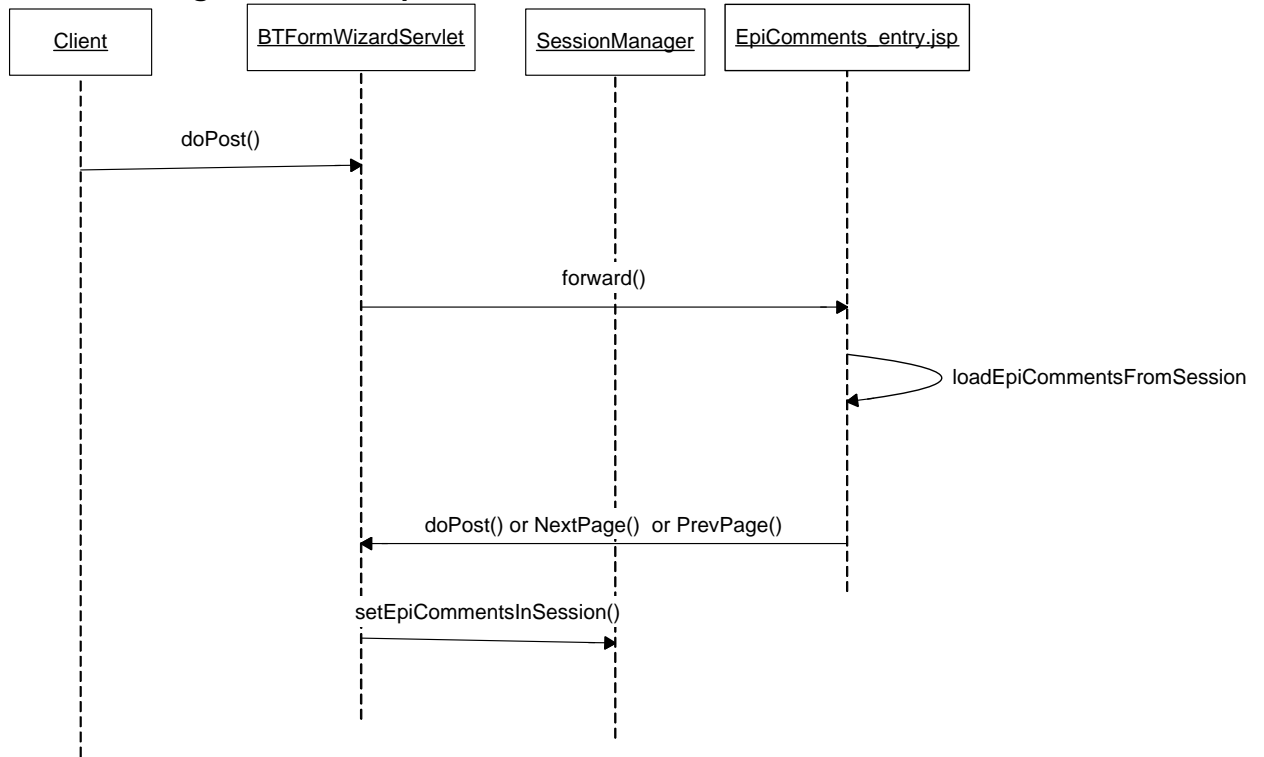 Client
BTFormWizardServlet
SessionManager
EpiComments_entry.jsp
doPost()
forward()
loadEpiCommentsFromSession
doPost() or NextPage() or PrevPage()
setEpiCommentsInSession()